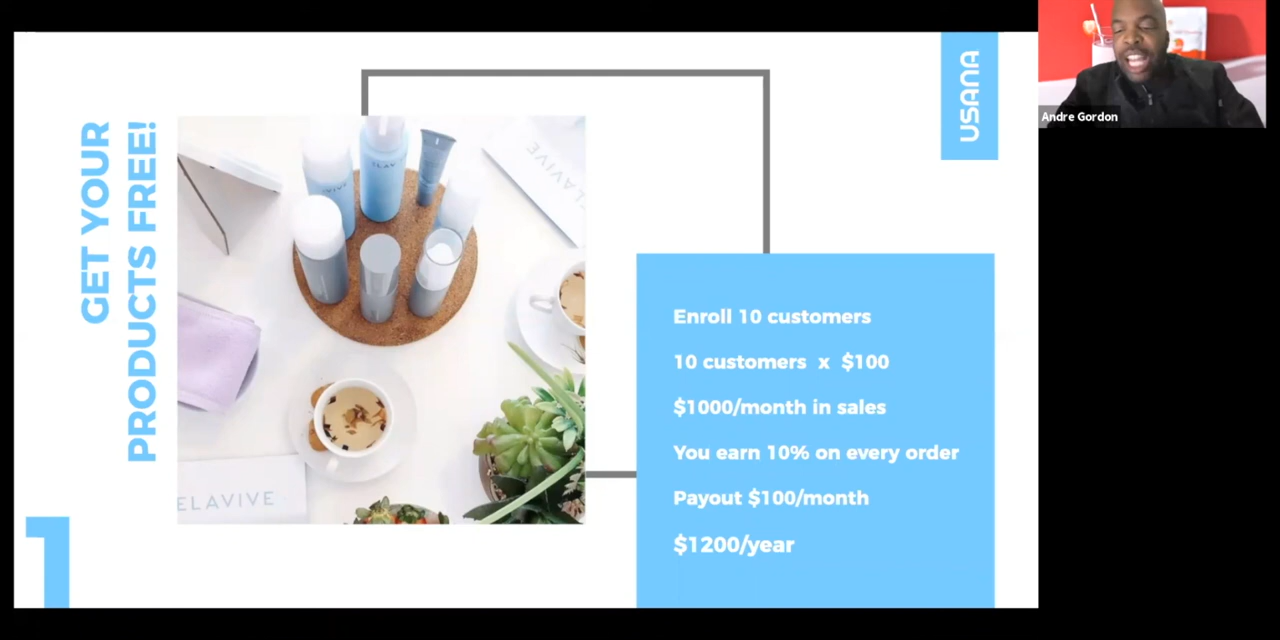 GET YOUR
PRODUCTS FREE!
USANA
Andre Gordon
ELAVIVE
Enroll 10 customers
10 customers x $100
$1000/month in sales
You earn 10% on every order
Payout $100/month
$1200/year
1